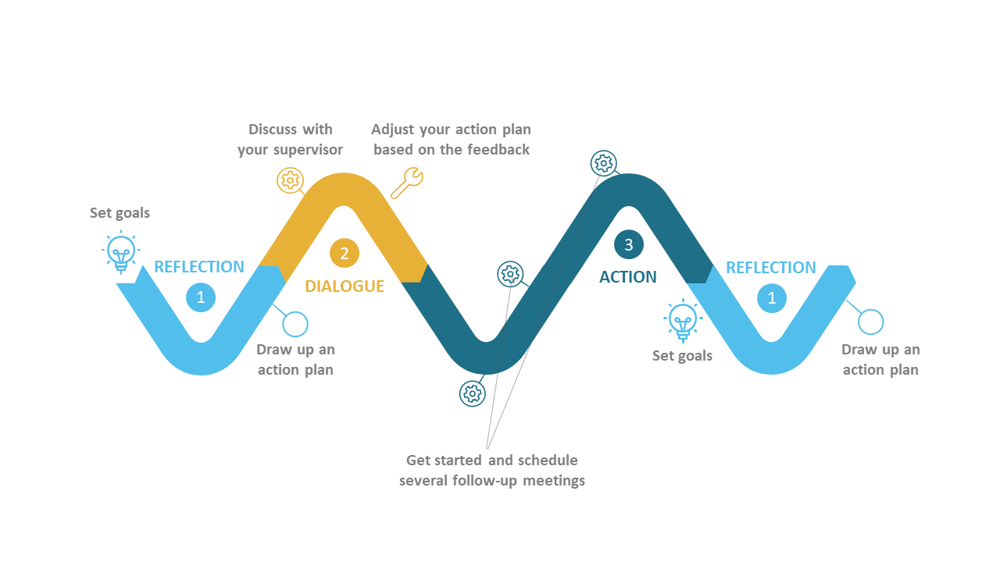 Discuss with
your supervisor
Adjust your action plan
based on the feedback
Set goals
REFLECTION
1
Draw up an
action plan
2
DIALOGUE
3
ACTION
Get started and schedule
several follow-up meetings
REFLECTION
1
Set goals
Draw up an
action plan